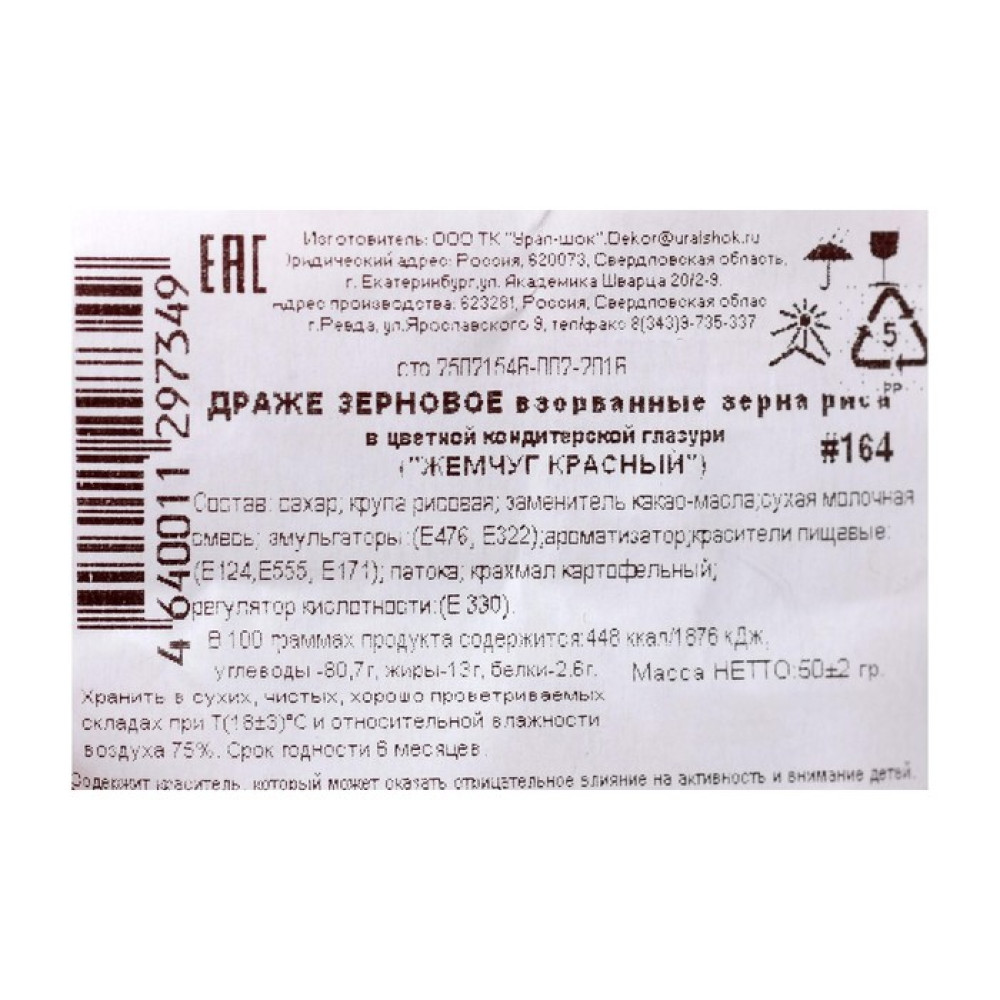 EAC
Изготовитель: ООО ТК "Урал-шок".Dekor@uralshok.ru
Юридический адрес: Россия, 620073, Свердловская область,
г. Екатеринбург,ул. Академика Шварца 20/2-9.
Адрес производства: 623281, Россия, Свердловская облас
г.Ревда, ул.Ярославского 9, тел/факс 8(343)9-735-337
5
PP
сто 25021546-002-2016
ДРАЖЕ ЗЕРНОВОЕ взорванные зерна риса
в цветной кондитерской глазури
("ЖЕМЧУГ КРАСНЫЙ")
#164
Состав: сахар; крупа рисовая; заменитель какао-масла;сухая молочная
смесь; эмульгаторы:(Е476, Е322);ароматизатор;красители пищевые:
(Е124,Е555, Е171); патока; крахмал картофельный;
регулятор кислотности:(Е 330).
В 100 граммах продукта содержится:448 ккал/1876 кДж,
углеводы -80,7г, жиры-13г, белки-2.6г.
Масса НЕТТО:50±2 гр.
Хранить в сухих, чистых, хорошо проветриваемых
складах при Т(18±3)°С и относительной влажности
воздуха 75%. Срок годности 6 месяцев.
Содержит краситель, который может оказать отрицательное влияние на активность и внимание детей.
4 640011 297349